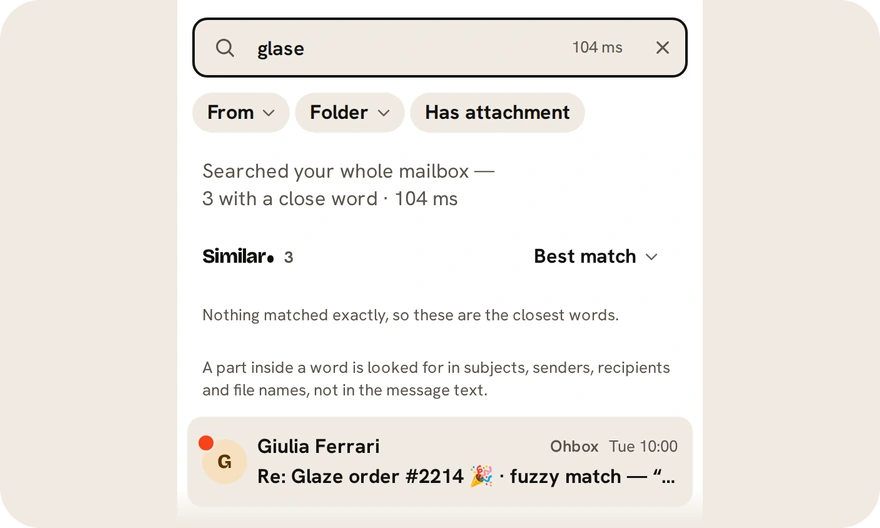 glase 104 ms
From Folder Has attachment
Searched your whole mailbox —
3 with a close word · 104 ms
Similar• 3 Best match
Nothing matched exactly, so these are the closest words.
A part inside a word is looked for in subjects, senders, recipients
and file names, not in the message text.
G Giulia Ferrari Ohbox Tue 10:00
Re: Glaze order #2214 🎉 · fuzzy match — “…